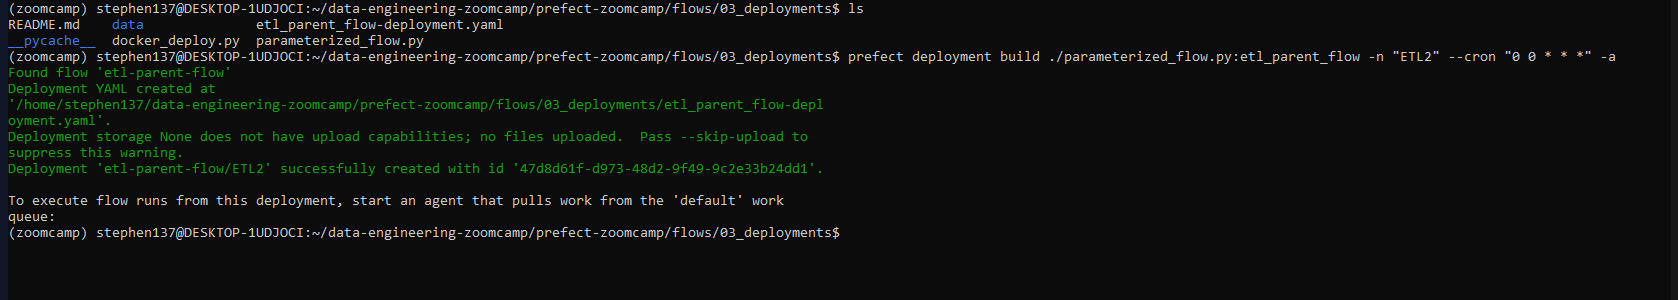 (zoomcamp) stephen137@DESKTOP-1UDJOCI:~/data-engineering-zoomcamp/prefect-zoomcamp/flows/03_deployments$ ls
README.md    data              etl_parent_flow-deployment.yaml
__pycache__  docker_deploy.py  parameterized_flow.py
(zoomcamp) stephen137@DESKTOP-1UDJOCI:~/data-engineering-zoomcamp/prefect-zoomcamp/flows/03_deployments$ prefect deployment build ./parameterized_flow.py:etl_parent_flow -n "ETL2" --cron "0 0 * * *" -a
Found flow 'etl-parent-flow'
Deployment YAML created at
'/home/stephen137/data-engineering-zoomcamp/prefect-zoomcamp/flows/03_deployments/etl_parent_flow-depl
oyment.yaml'.
Deployment storage None does not have upload capabilities; no files uploaded.  Pass --skip-upload to
suppress this warning.
Deployment 'etl-parent-flow/ETL2' successfully created with id '47d8d61f-d973-48d2-9f49-9c2e33b24dd1'.
To execute flow runs from this deployment, start an agent that pulls work from the 'default' work
queue:
(zoomcamp) stephen137@DESKTOP-1UDJOCI:~/data-engineering-zoomcamp/prefect-zoomcamp/flows/03_deployments$